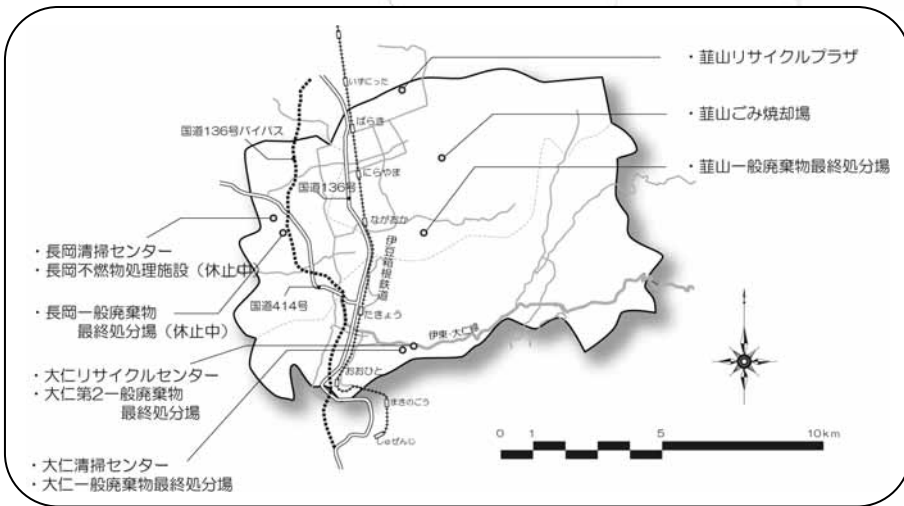 ・韮山リサイクルプラザ
・韮山ごみ焼却場
・韮山一般廃棄物最終処分場
いずにった
ばらき
国道136号バイパス
にらやま
国道136号
ながおか
伊豆箱根鉄道
・長岡清掃センター
・長岡不燃物処理施設（休止中）
国道414号
・長岡一般廃棄物
最終処分場（休止中）
たきょう
伊東・大仁線
・大仁リサイクルセンター
・大仁第2一般廃棄物
最終処分場
おおひと
まきのこう
しゅぜんじ
・大仁清掃センター
・大仁一般廃棄物最終処分場
0 1 5 10km